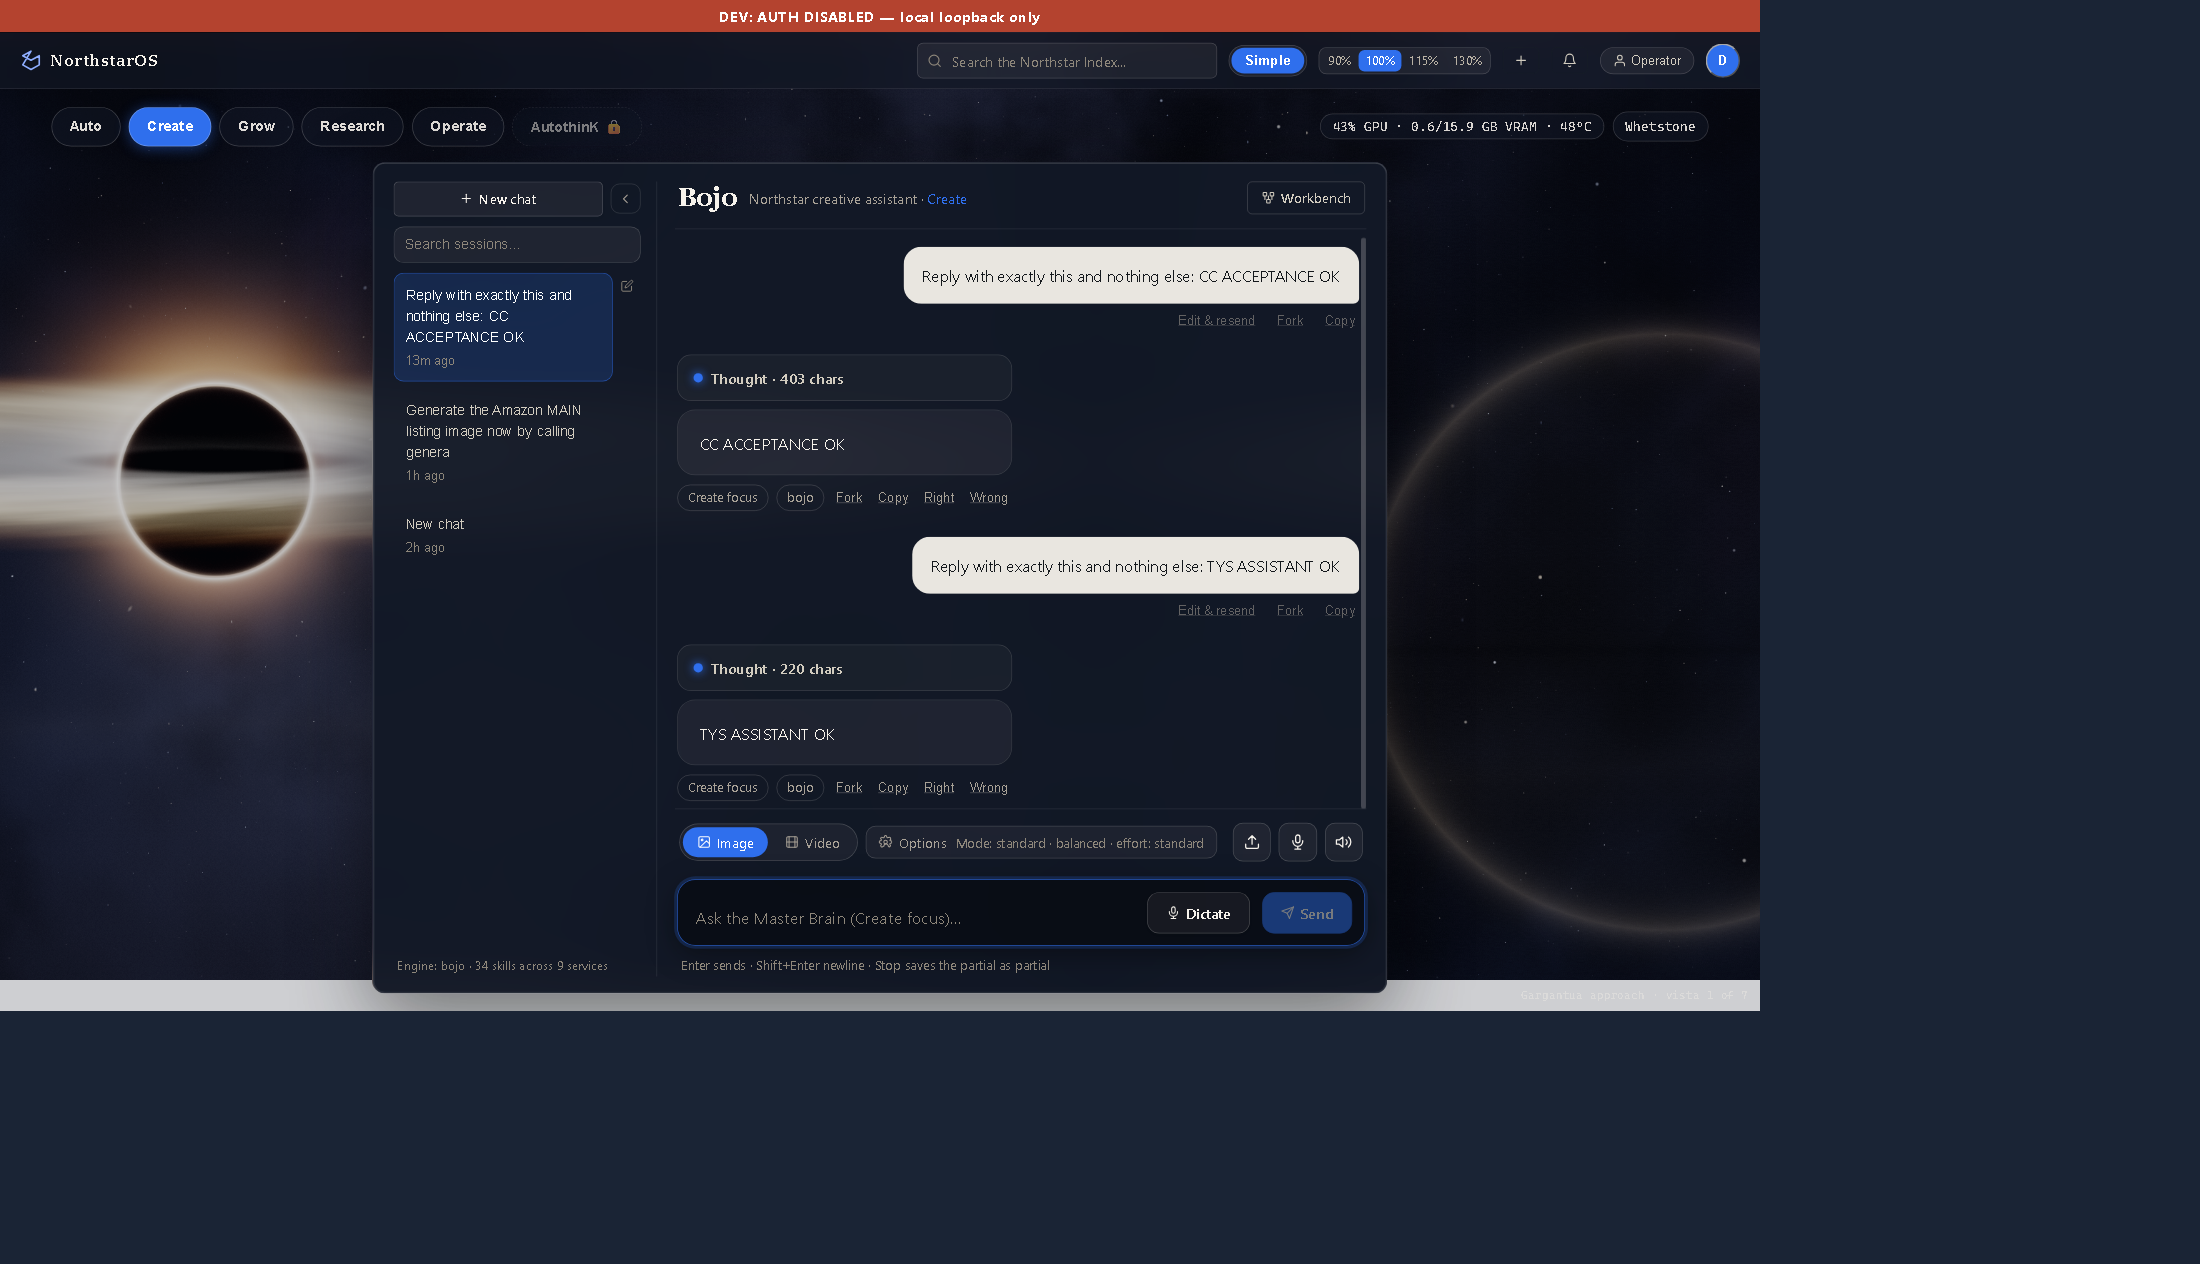 DEV: AUTH DISABLED — local loopback only
NorthstarOS
Search the Northstar Index...
Simple
90% 100% 115% 130%
Operator
D
Auto
Create
Grow
Research
Operate
AutothinK
43% GPU · 0.6/15.9 GB VRAM · 48°C
Whetstone
+ New chat
Search sessions...
Reply with exactly this and
nothing else: CC
ACCEPTANCE OK
13m ago
Generate the Amazon MAIN
listing image now by calling
genera
1h ago
New chat
2h ago
Engine: bojo · 34 skills across 9 services
Bojo Northstar creative assistant · Create
Workbench
Reply with exactly this and nothing else: CC ACCEPTANCE OK
Edit & resend Fork Copy
Thought · 403 chars
CC ACCEPTANCE OK
Create focus bojo Fork Copy Right Wrong
Reply with exactly this and nothing else: TYS ASSISTANT OK
Edit & resend Fork Copy
Thought · 220 chars
TYS ASSISTANT OK
Create focus bojo Fork Copy Right Wrong
Image Video Options Mode: standard · balanced · effort: standard
Ask the Master Brain (Create focus)...
Dictate
Send
Enter sends · Shift+Enter newline · Stop saves the partial as partial
Gargantua approach · vista 1 of 7